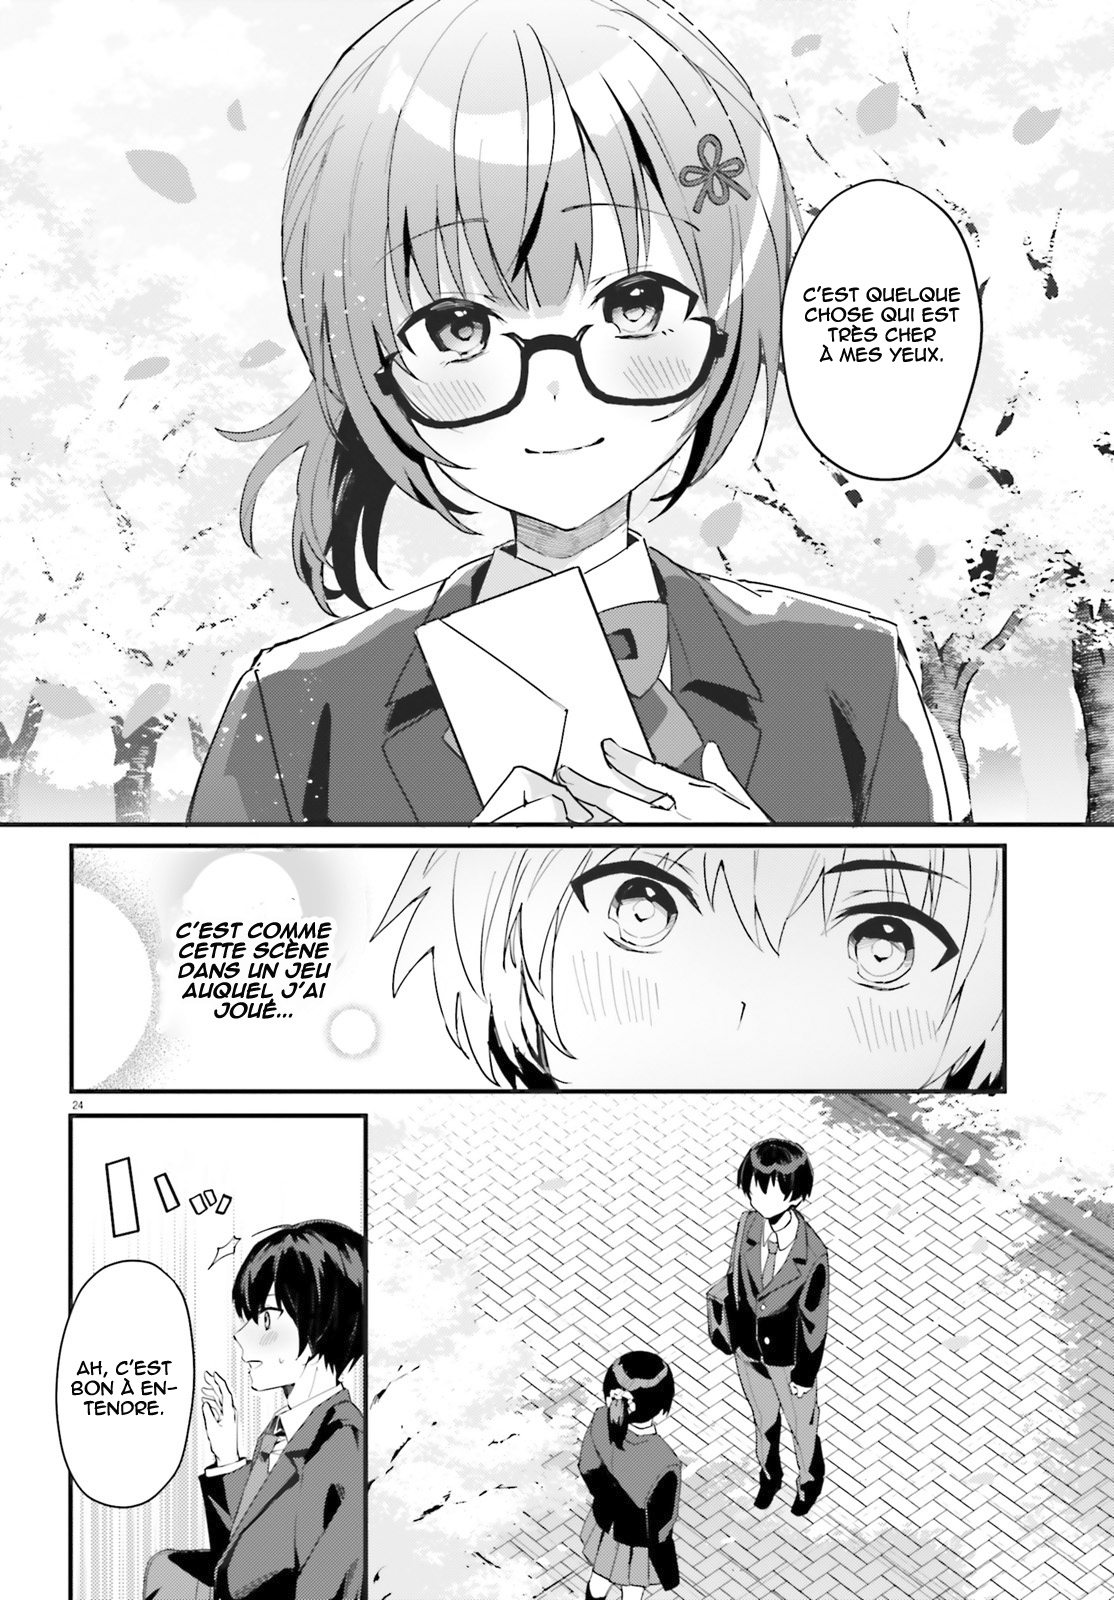 C'EST QUELQUE
CHOSE QUI EST
TRÈS CHER
À MES YEUX.
C'EST COMME
CETTE SCÈNE
DANS UN JEU
AUQUEL J'AI
JOUÉ...
24
AH, C'EST
BON À EN-
TENDRE.